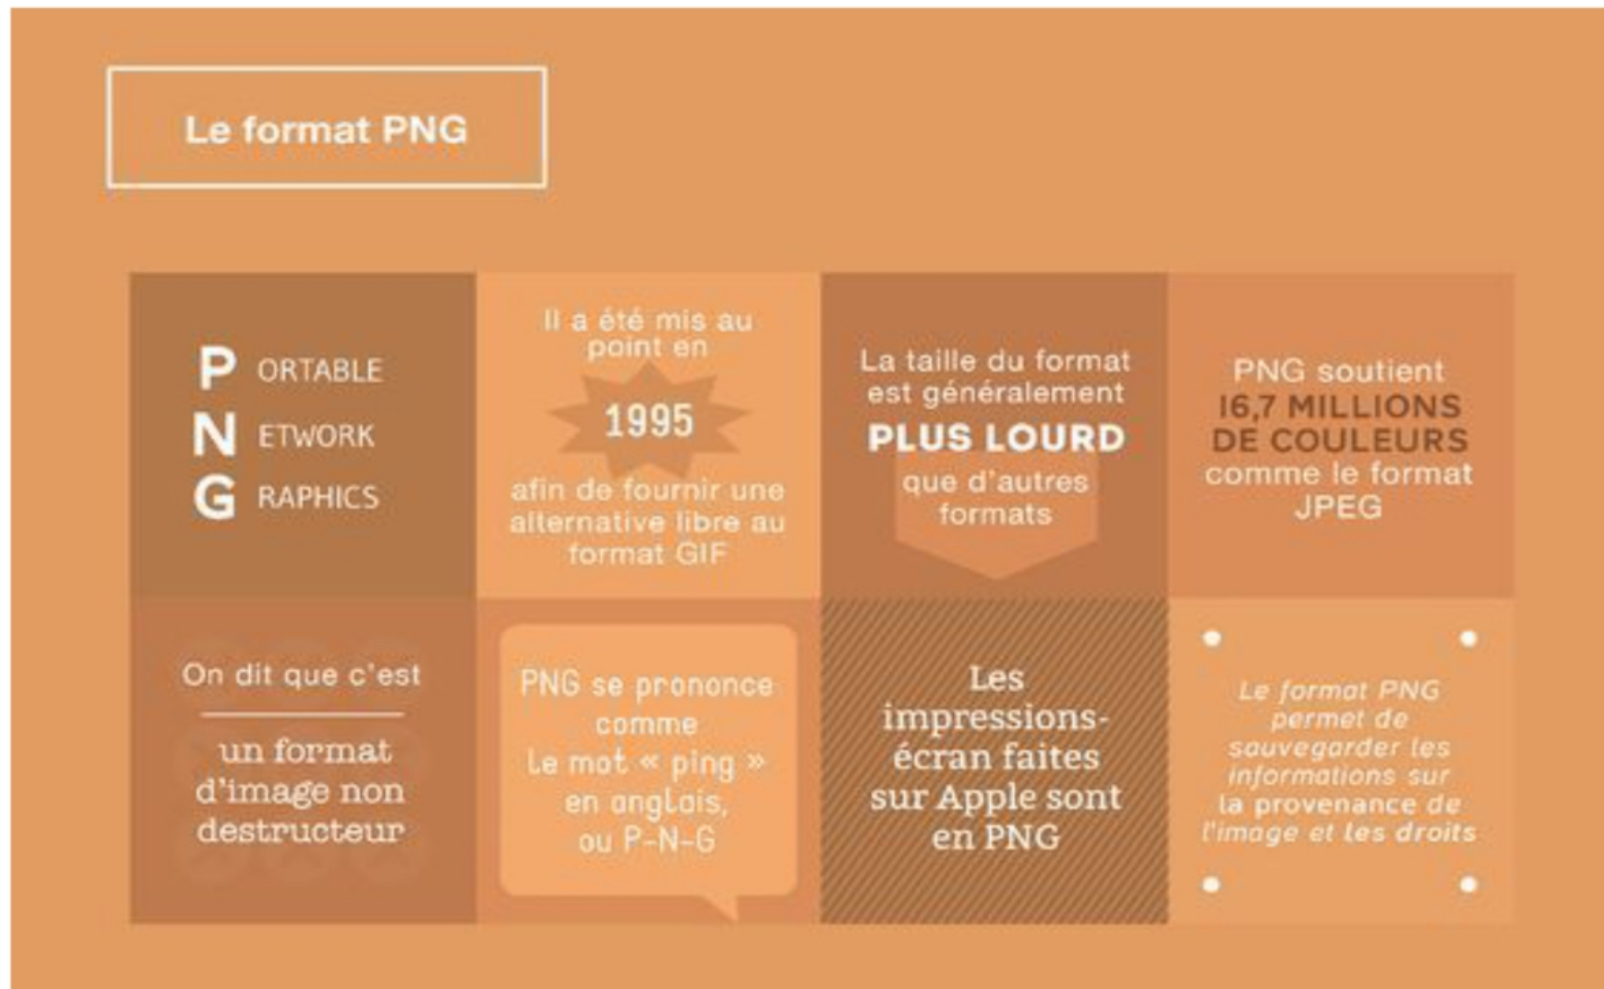 Le format PNG
PORTABLE
NETWORK
GRAPHICS
Il a été mis au
point en
1995
afin de fournir une
alternative libre au
format GIF
La taille du format
est généralement
PLUS LOURD
que d'autres
formats
PNG soutient
16,7 MILLIONS
DE COULEURS
comme le format
JPEG
On dit que c'est
un format
d'image non
destructeur
PNG se prononce
comme
le mot « ping »
en anglais,
ou P-N-G
Les
impressions-
écran faites
sur Apple sont
en PNG
Le format PNG
permet de
sauvegarder les
informations sur
la provenance de
l'image et les droits